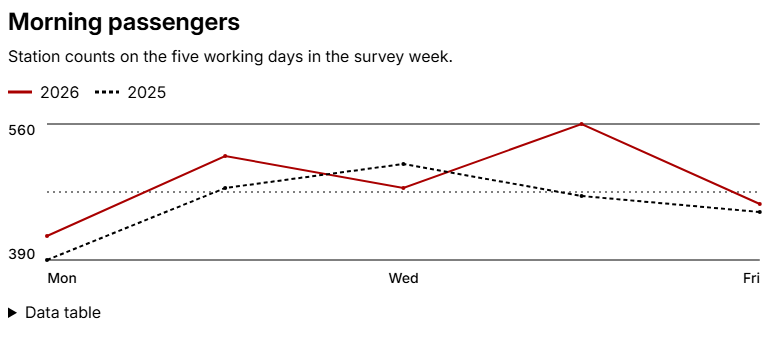 Morning passengers
Station counts on the five working days in the survey week.
2026 2025
560
390
Mon Wed Fri
Data table